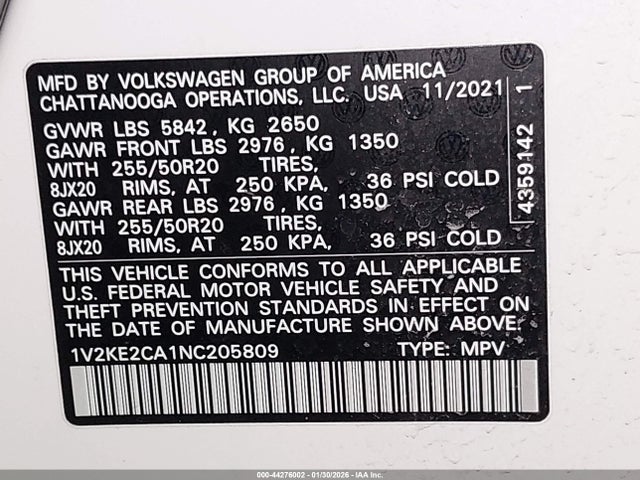 MFD BY VOLKSWAGEN GROUP OF AMERICA
CHATTANOOGA OPERATIONS, LLC. USA 11/2021
GVWR LBS 5842, KG 2650
GAWR FRONT LBS 2976, KG 1350
WITH 255/50R20 TIRES,
8JX20 RIMS, AT 250 KPA, 36 PSI COLD
GAWR REAR LBS 2976, KG 1350
WITH 255/50R20 TIRES,
8JX20 RIMS, AT 250 KPA, 36 PSI COLD
THIS VEHICLE CONFORMS TO ALL APPLICABLE
U.S. FEDERAL MOTOR VEHICLE SAFETY AND
THEFT PREVENTION STANDARDS IN EFFECT ON
THE DATE OF MANUFACTURE SHOWN ABOVE.
1V2KE2CA1NC205809 TYPE: MPV
4359142 1
000-44276002 - 01/30/2026 - IAA Inc.